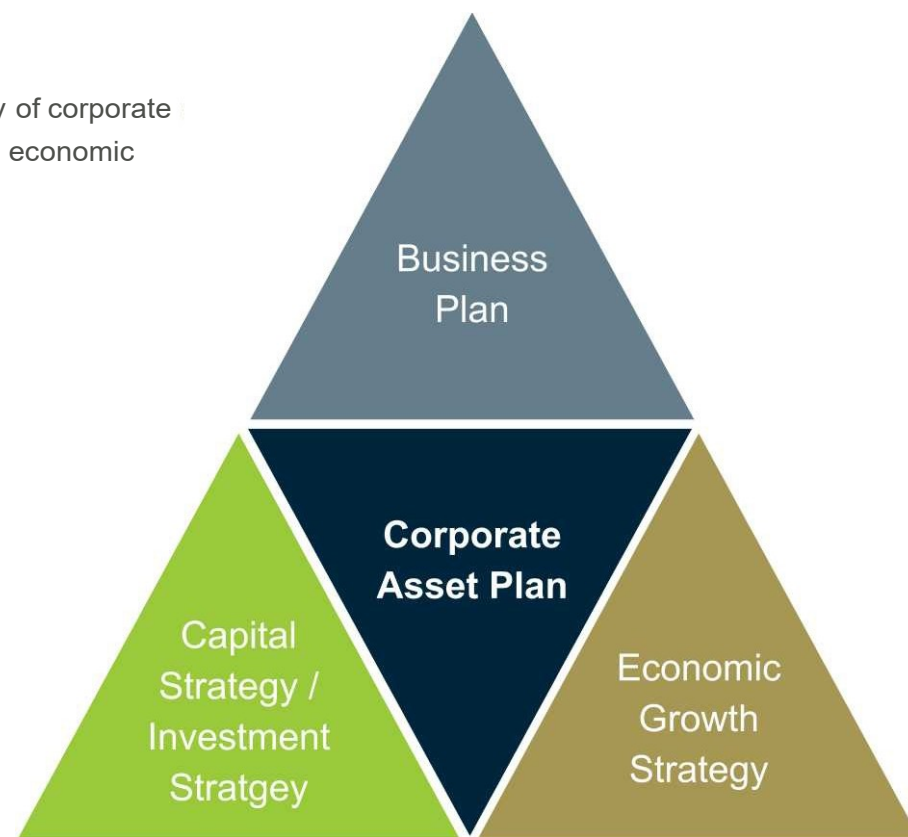 of corporate
economic
Business
Plan
Corporate
Asset Plan
Capital
Strategy /
Investment
Stratgey
Economic
Growth
Strategy